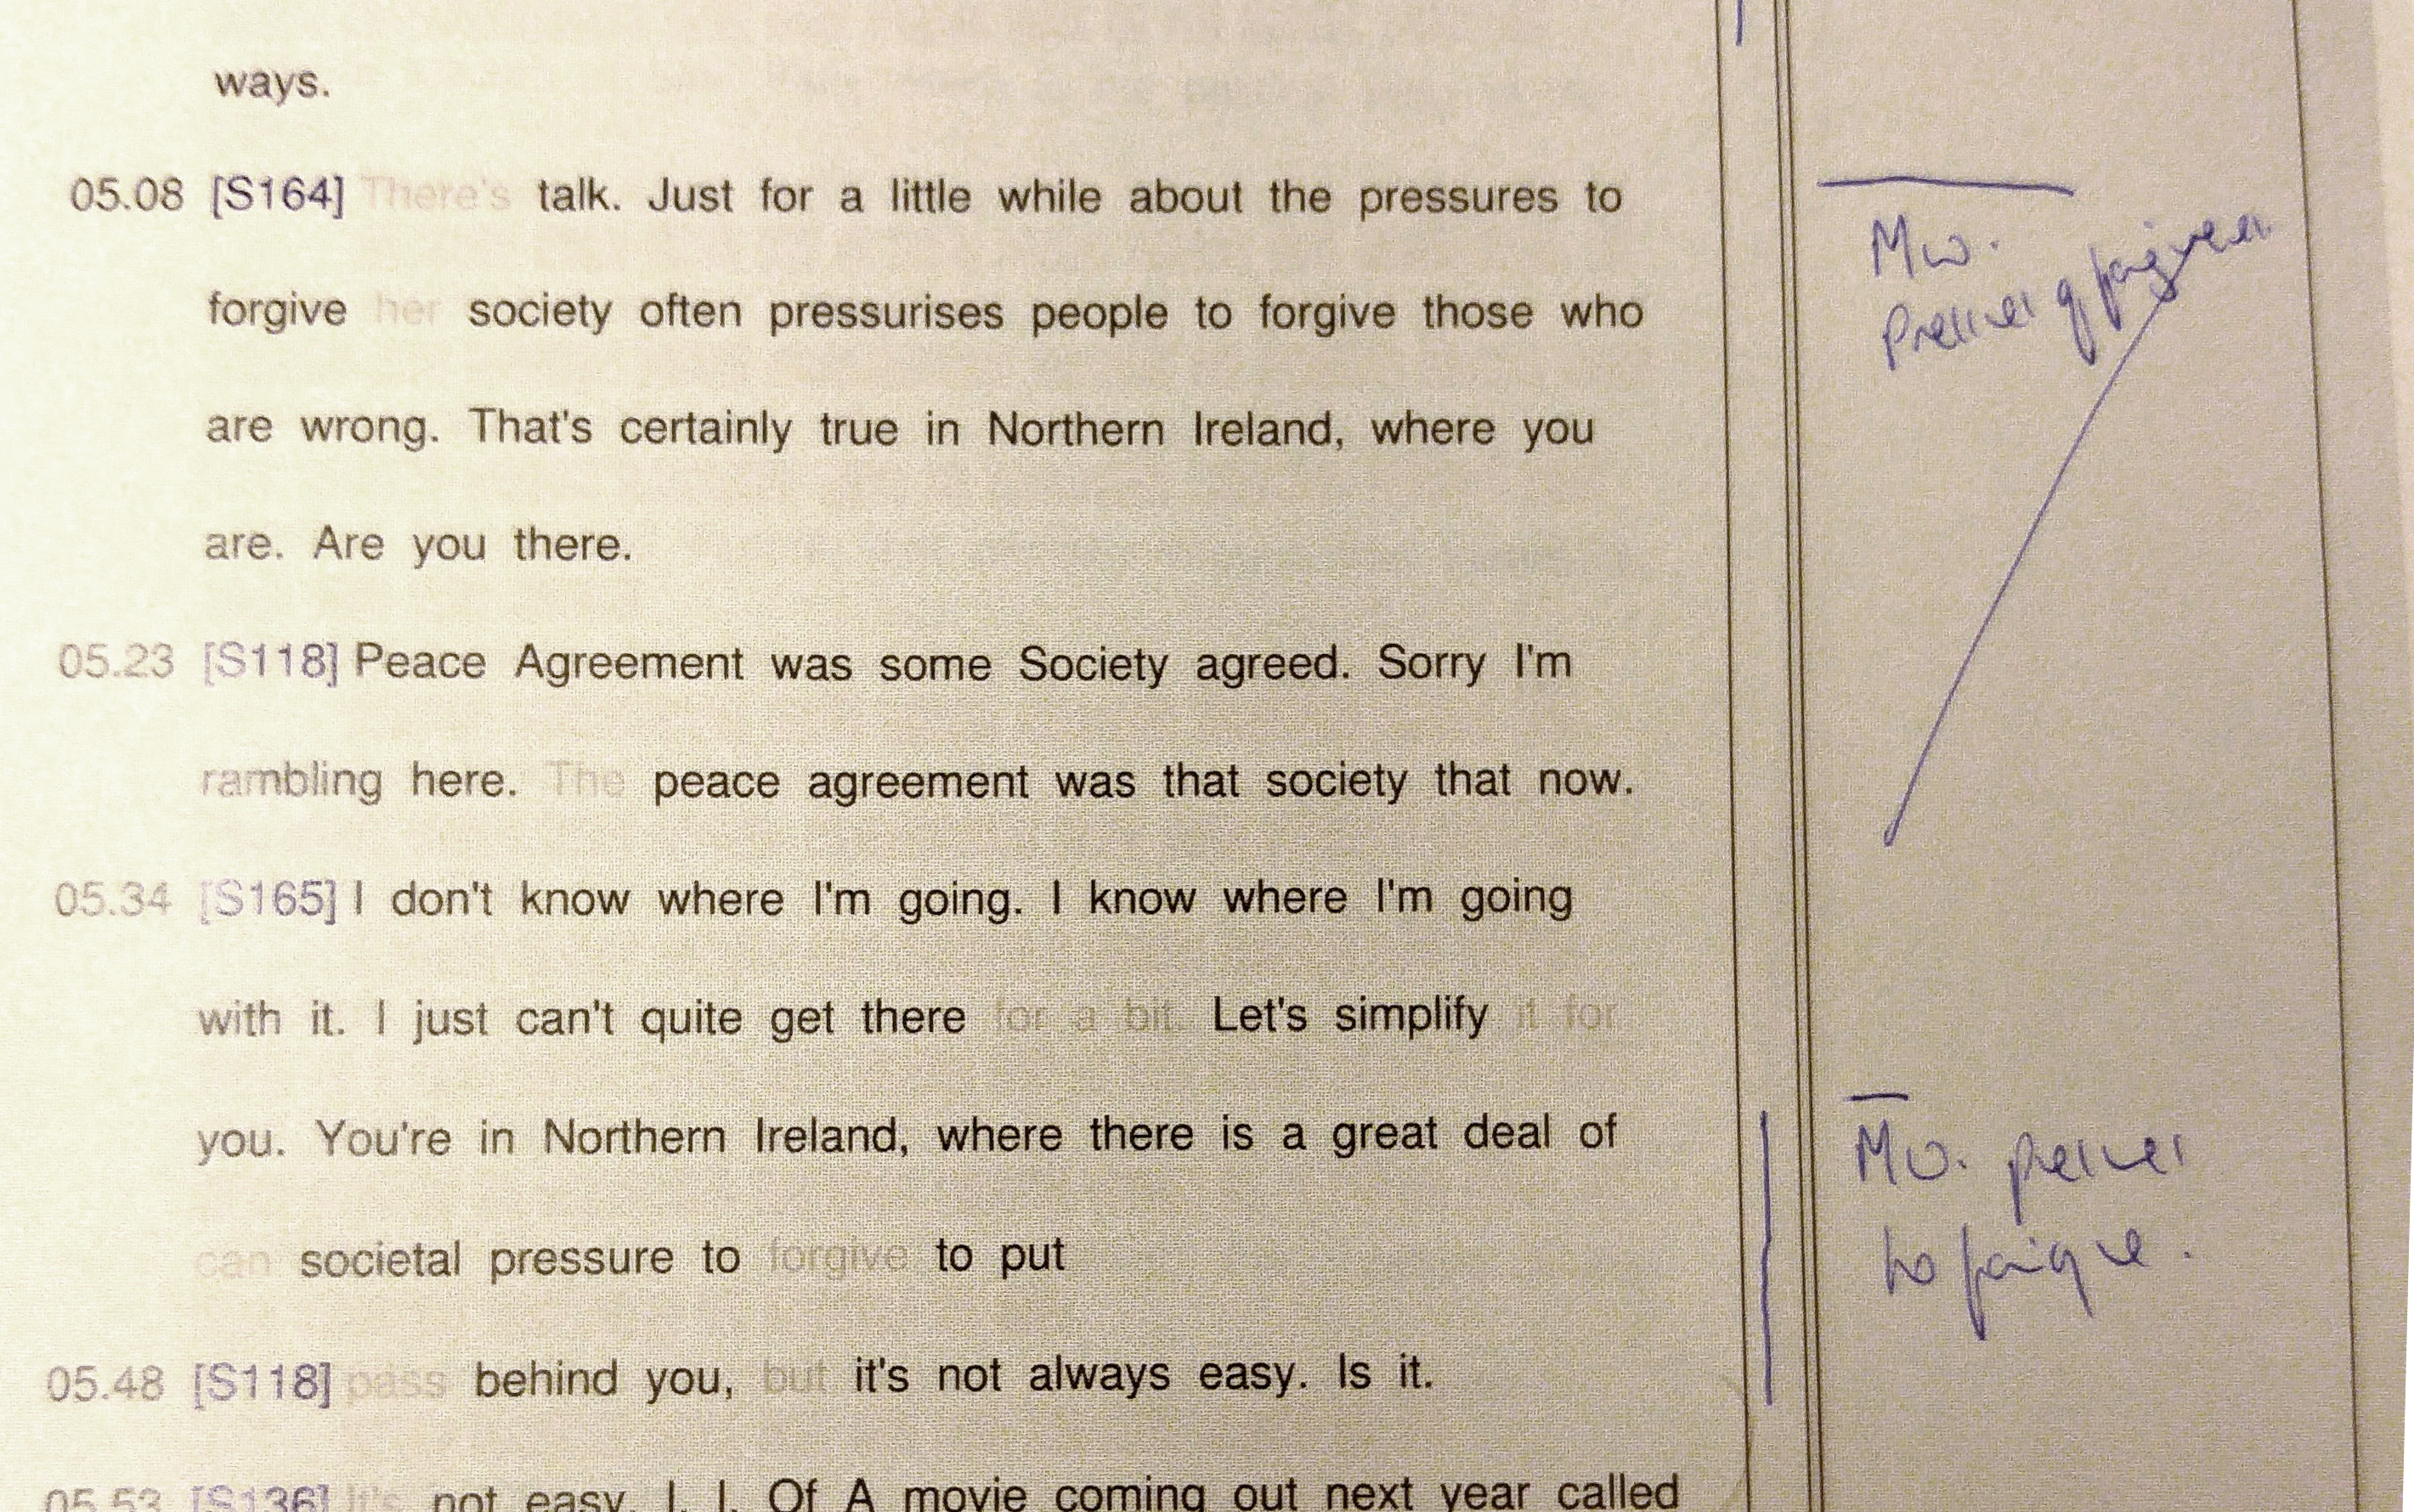 ways.
05.08 [S164] There's talk. Just for a little while about the pressures to
forgive her society often pressurises people to forgive those who
are wrong. That's certainly true in Northern Ireland, where you
are. Are you there.
05.23 [S118] Peace Agreement was some Society agreed. Sorry I'm
rambling here. The peace agreement was that society that now.
05.34 [S165] I don't know where I'm going. I know where I'm going
with it. I just can't quite get there for a bit. Let's simplify it for
you. You're in Northern Ireland, where there is a great deal of
can societal pressure to forgive to put
05.48 [S118] pass behind you, but it's not always easy. Is it.
05.53 [S136] It's not easy. I. I. Of A movie coming out next year called
Mw.
Mw.
to forgive.